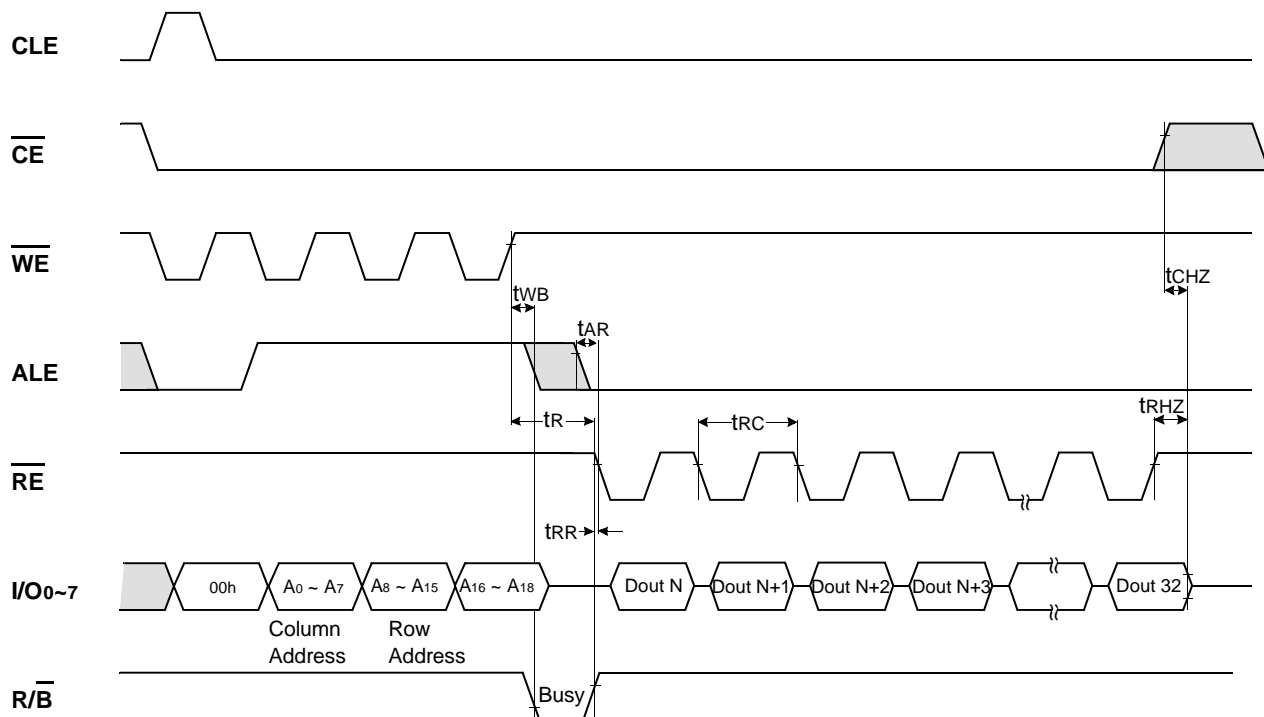 CLE
CE
WE
tWB
tCHZ
tAR
ALE
tR
tRC
tRHZ
RE
tRR
I/O0~7
00h
A0 ~ A7
A8 ~ A15
A16 ~ A18
Dout N
Dout N+1
Dout N+2
Dout N+3
Dout 32
Column
Address
Row
Address
R/B
Busy